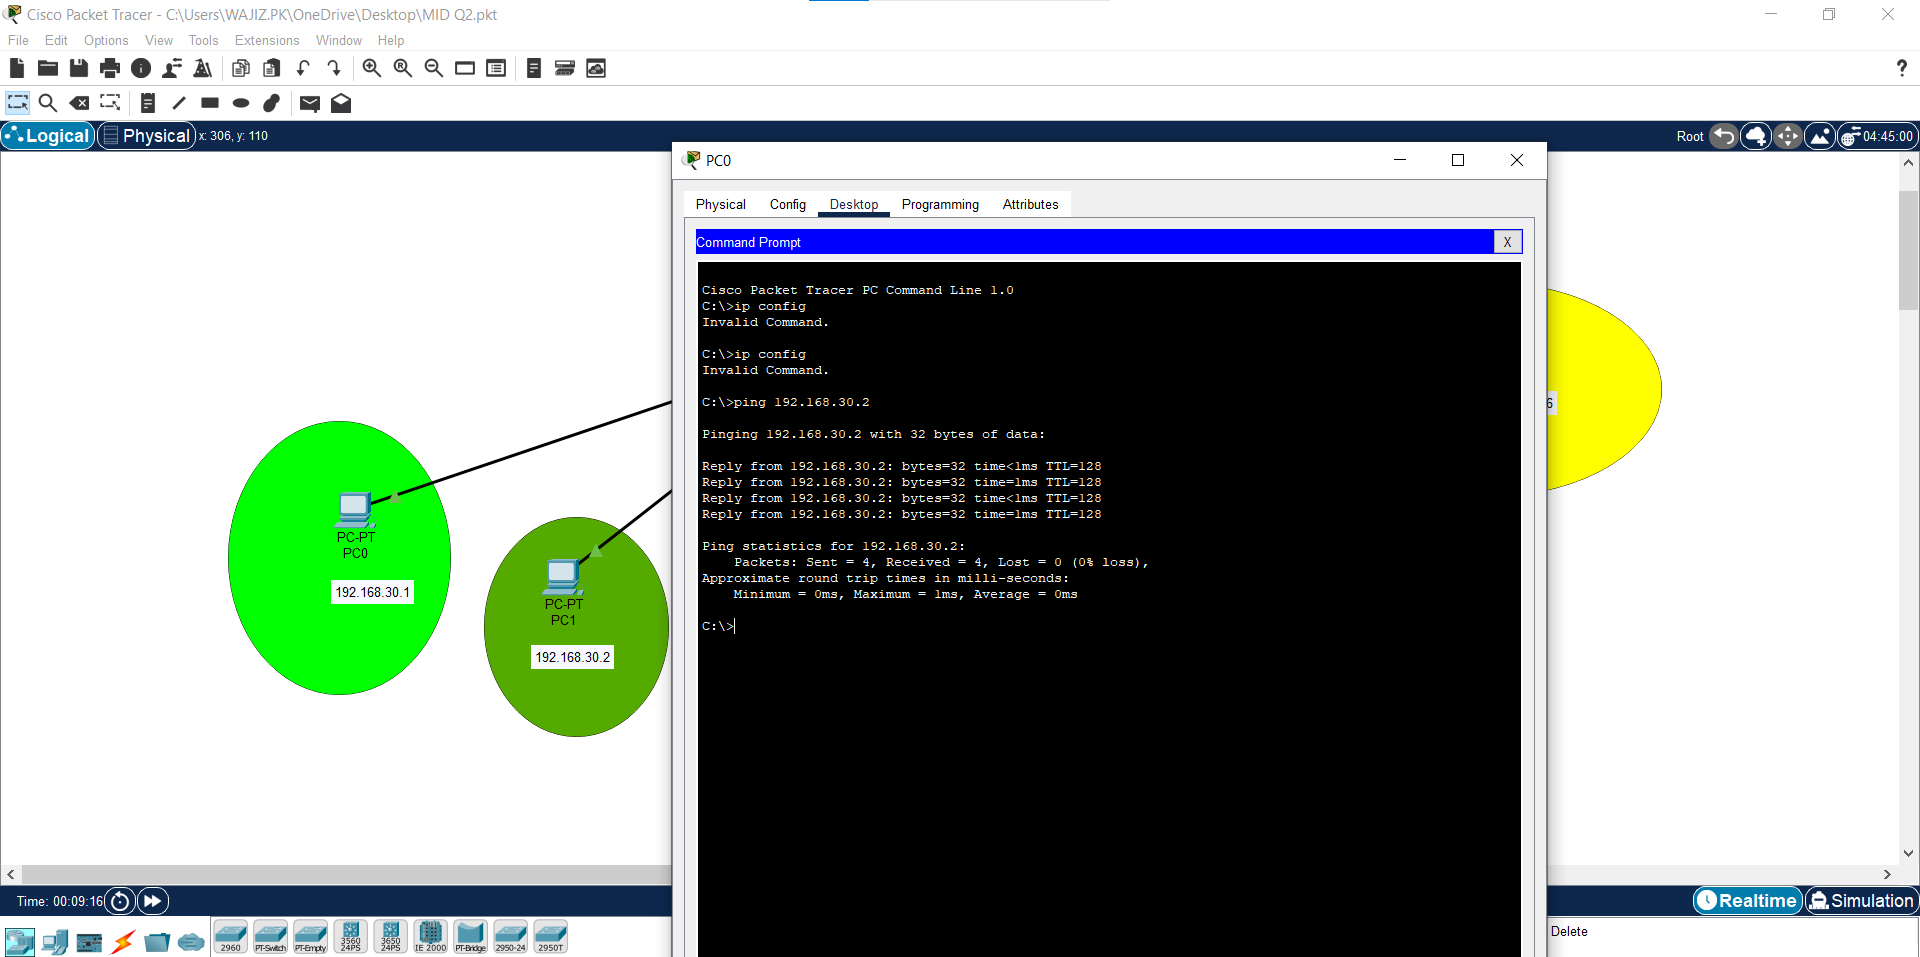 Cisco Packet Tracer - C:\Users\WAJIZ.PK\OneDrive\Desktop\MID Q2.pkt
File Edit Options View Tools Extensions Window Help
?
Logical Physical x: 306, y: 110 Root 04:45:00
PC0
Physical Config Desktop Programming Attributes
Command Prompt X
Cisco Packet Tracer PC Command Line 1.0
C:\>ip config
Invalid Command.
C:\>ip config
Invalid Command.
C:\>ping 192.168.30.2
Pinging 192.168.30.2 with 32 bytes of data:
Reply from 192.168.30.2: bytes=32 time<1ms TTL=128
Reply from 192.168.30.2: bytes=32 time=1ms TTL=128
Reply from 192.168.30.2: bytes=32 time<1ms TTL=128
Reply from 192.168.30.2: bytes=32 time=1ms TTL=128
Ping statistics for 192.168.30.2:
Packets: Sent = 4, Received = 4, Lost = 0 (0% loss),
Approximate round trip times in milli-seconds:
Minimum = 0ms, Maximum = 1ms, Average = 0ms
C:\>
PC-PT
PC0
192.168.30.1
PC-PT
PC1
192.168.30.2
6
Time: 00:09:16 Realtime Simulation
2960 PT-Switch PT-Empty 3560 24PS 3650 24PS IE 2000 PT-Bridge 2950-24 2950T
Delete